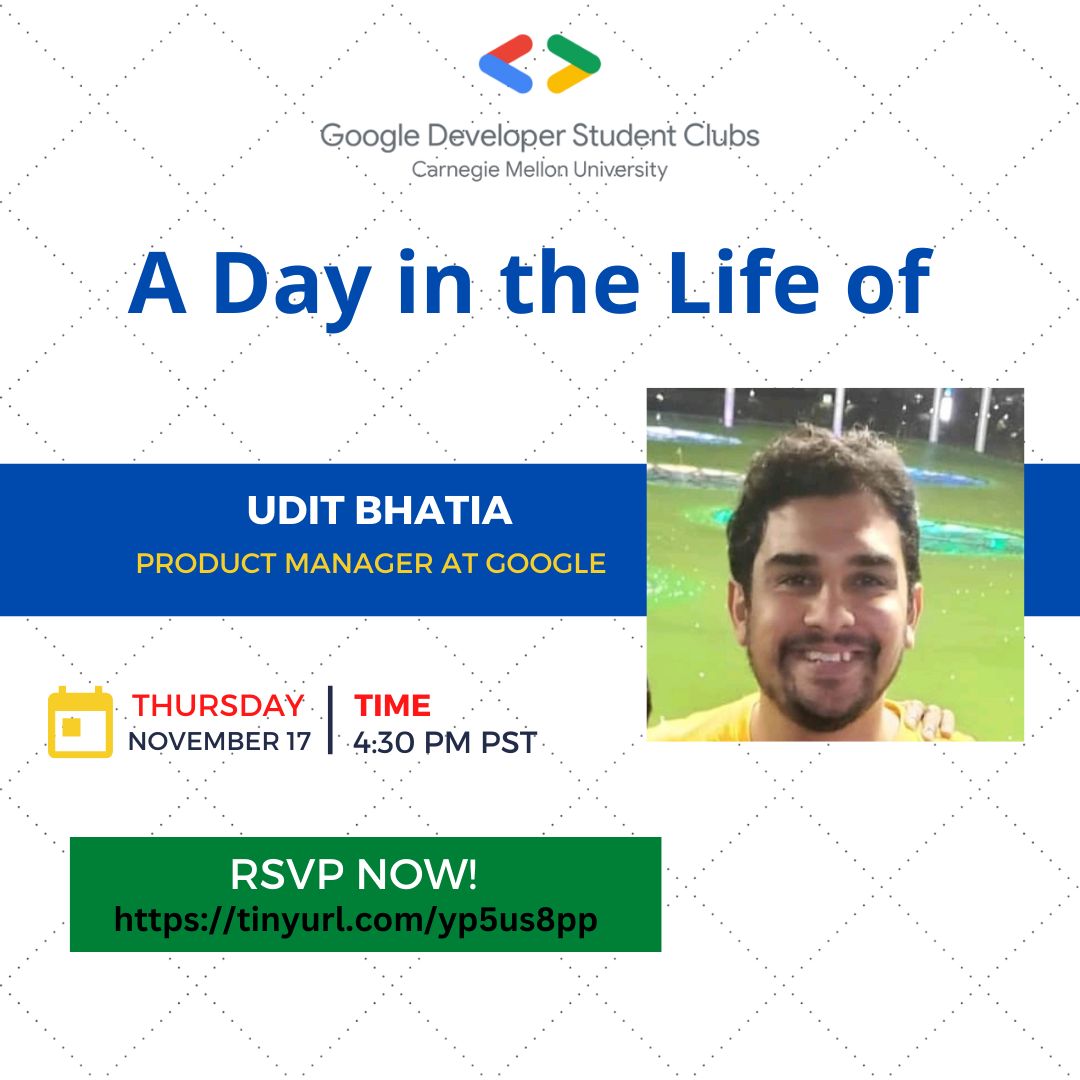 Google Developer Student Clubs
Carnegie Mellon University
A Day in the Life of
UDIT BHATIA
PRODUCT MANAGER AT GOOGLE
THURSDAY
NOVEMBER 17
TIME
4:30 PM PST
RSVP NOW!
https://tinyurl.com/yp5us8pp